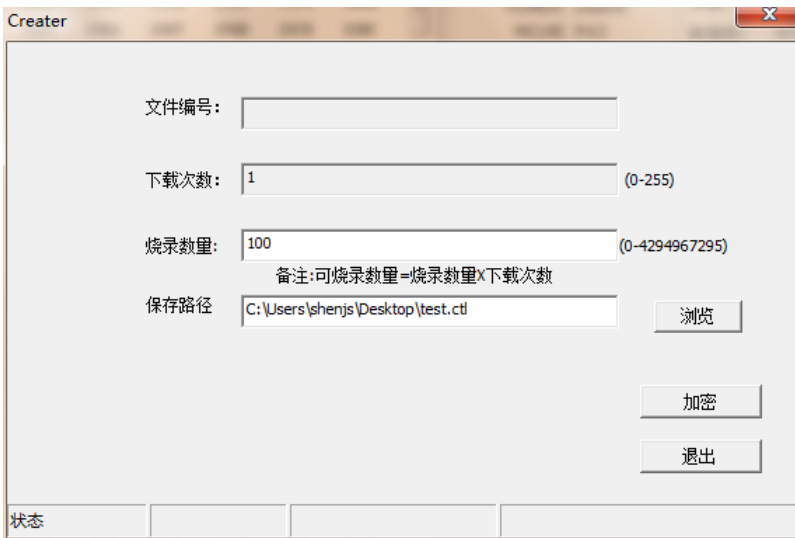 Creater
文件编号：
下载次数： 1 (0-255)
烧录数量: 100 (0-4294967295)
备注:可烧录数量=烧录数量X下载次数
保存路径 C:\Users\shenjs\Desktop\test.ctl 浏览
加密
退出
状态